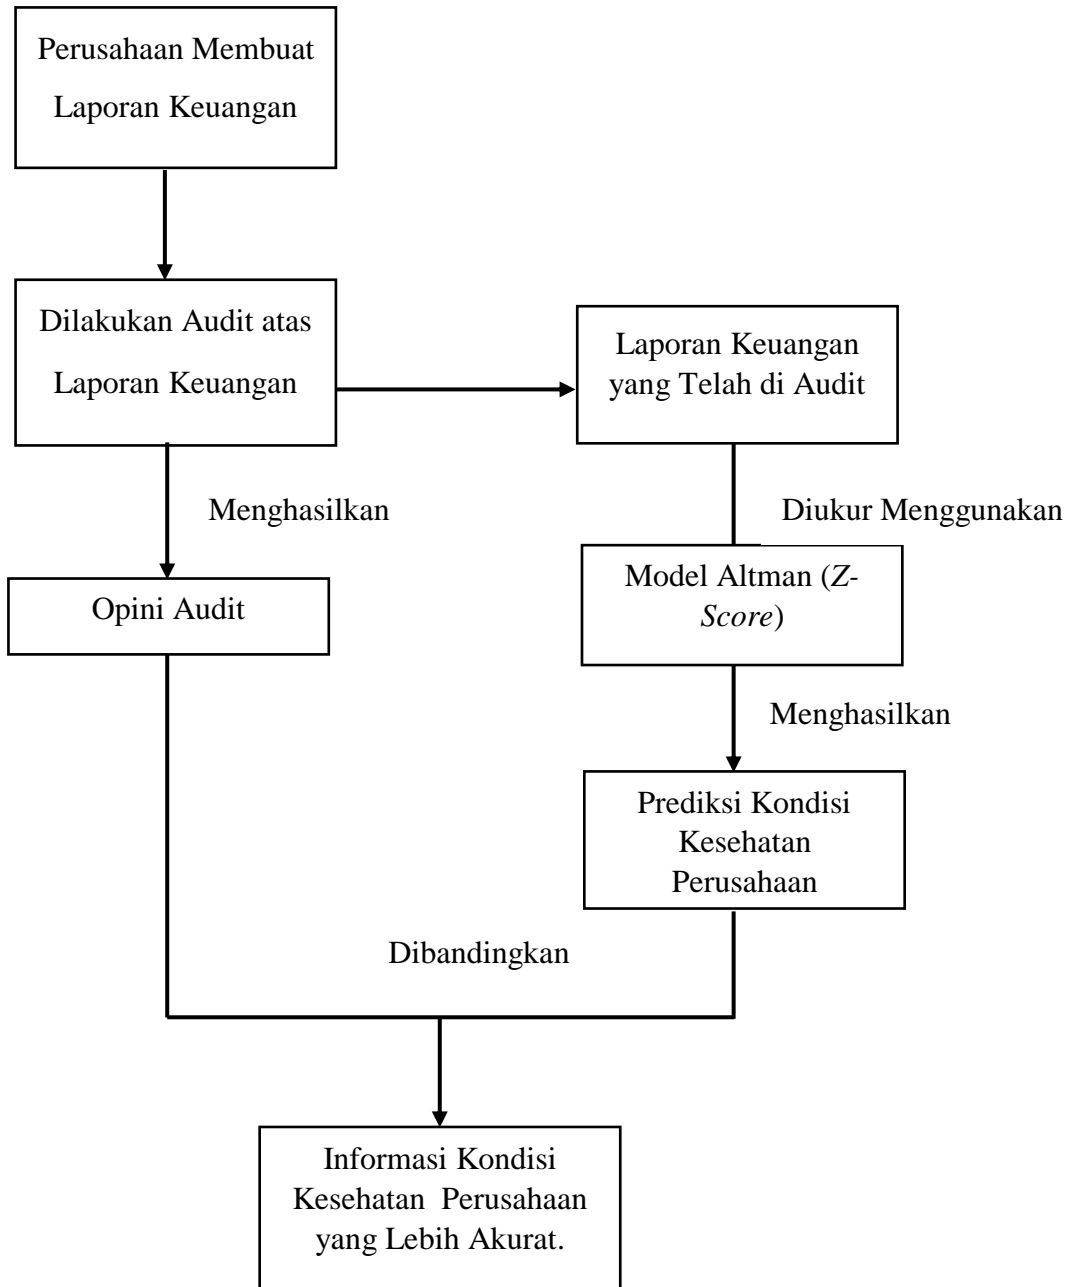 Perusahaan Membuat
Laporan Keuangan
Dilakukan Audit atas
Laporan Keuangan
Laporan Keuangan
yang Telah di Audit
Menghasilkan
Diukur Menggunakan
Opini Audit
Model Altman (Z-
Score)
Menghasilkan
Prediksi Kondisi
Kesehatan
Perusahaan
Dibandingkan
Informasi Kondisi
Kesehatan Perusahaan
yang Lebih Akurat.